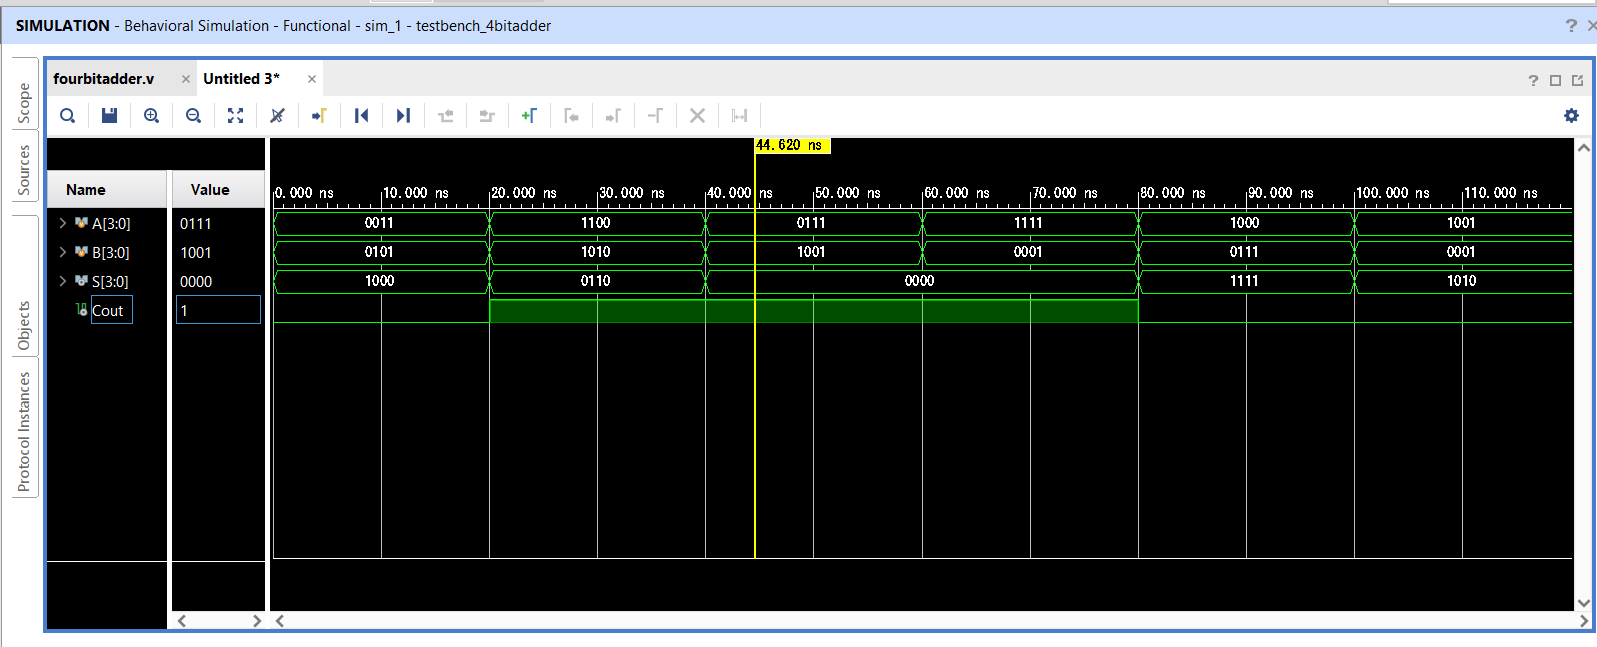 SIMULATION - Behavioral Simulation - Functional - sim_1 - testbench_4bitadder
Scope
Sources
Objects
Protocol Instances
fourbitadder.v
Untitled 3*
44.620 ns
Name Value
0.000 ns 10.000 ns 20.000 ns 30.000 ns 40.000 ns 50.000 ns 60.000 ns 70.000 ns 80.000 ns 90.000 ns 100.000 ns 110.000 ns
A[3:0] 0111 0011 1100 0111 1111 1000 1001
B[3:0] 1001 0101 1010 1001 0001 0111 0001
S[3:0] 0000 1000 0110 0000 1111 1010
Cout 1